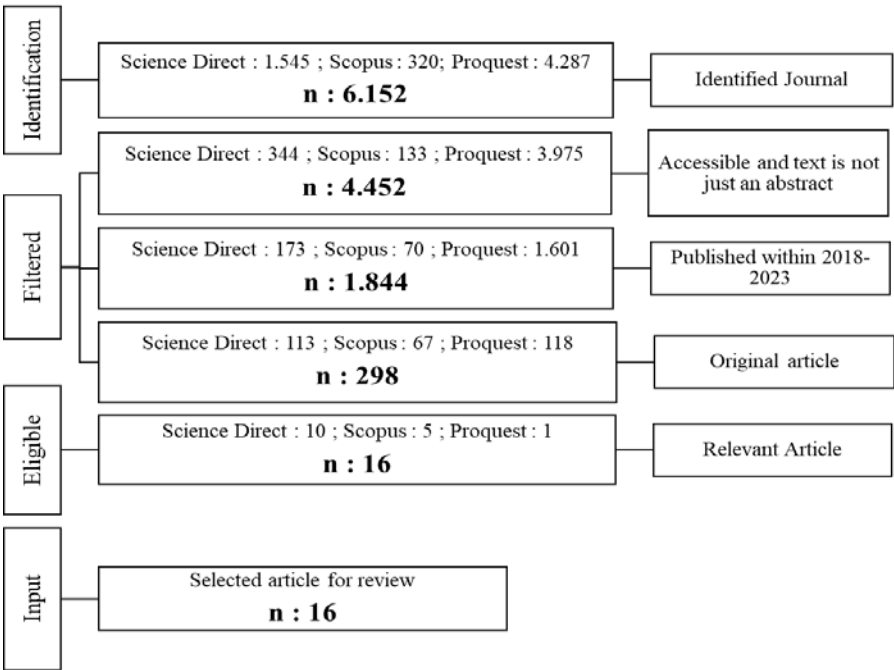 Identification
Science Direct : 1.545 ; Scopus : 320; Proquest : 4.287
n : 6.152
Identified Journal
Filtered
Science Direct : 344 ; Scopus : 133 ; Proquest : 3.975
n : 4.452
Accessible and text is not
just an abstract
Science Direct : 173 ; Scopus : 70 ; Proquest : 1.601
n : 1.844
Published within 2018-
2023
Science Direct : 113 ; Scopus : 67 ; Proquest : 118
n : 298
Original article
Eligible
Science Direct : 10 ; Scopus : 5 ; Proquest : 1
n : 16
Relevant Article
Input
Selected article for review
n : 16